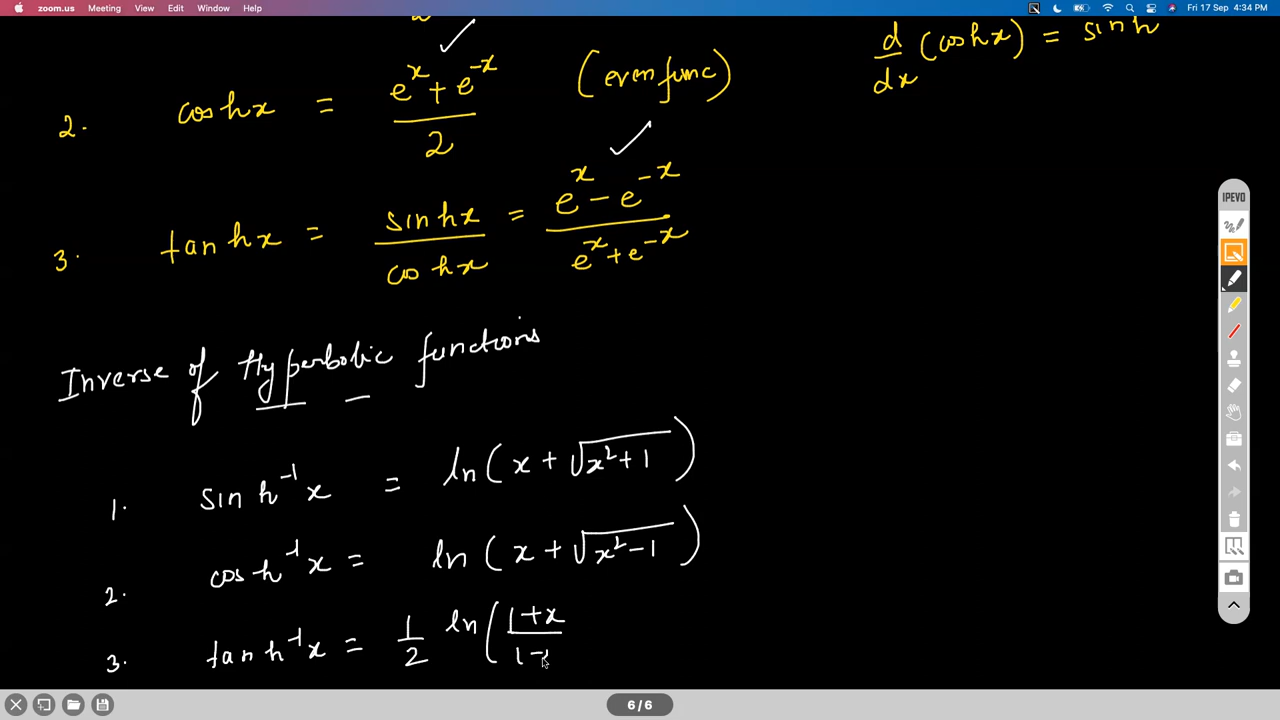 zoom.us Meeting View Edit Window Help Fri 17 Sep 4:34 PM
d/dx (coshx) = sinh
2. coshx = (e^x + e^-x)/2 (even func)
3. tanhx = sinhx/coshx = (e^x - e^-x)/(e^x + e^-x)
Inverse of Hyperbolic functions
1. sinh^-1 x = ln(x + √(x²+1))
2. cosh^-1 x = ln(x + √(x²-1))
3. tanh^-1 x = 1/2 ln(1+x/1-
IPEVO
6/6